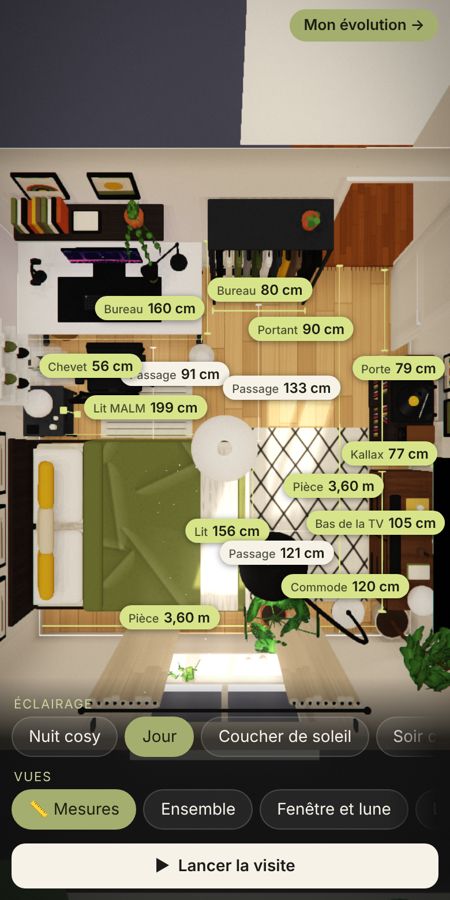 Mon évolution →
Bureau 80 cm
Bureau 160 cm
Portant 90 cm
Chevet 56 cm
Passage 91 cm
Porte 79 cm
Passage 133 cm
Lit MALM 199 cm
Kallax 77 cm
Pièce 3,60 m
Bas de la TV 105 cm
Lit 156 cm
Passage 121 cm
Commode 120 cm
Pièce 3,60 m
ÉCLAIRAGE
Nuit cosy
Jour
Coucher de soleil
Soir
VUES
📏 Mesures
Ensemble
Fenêtre et lune
▶ Lancer la visite